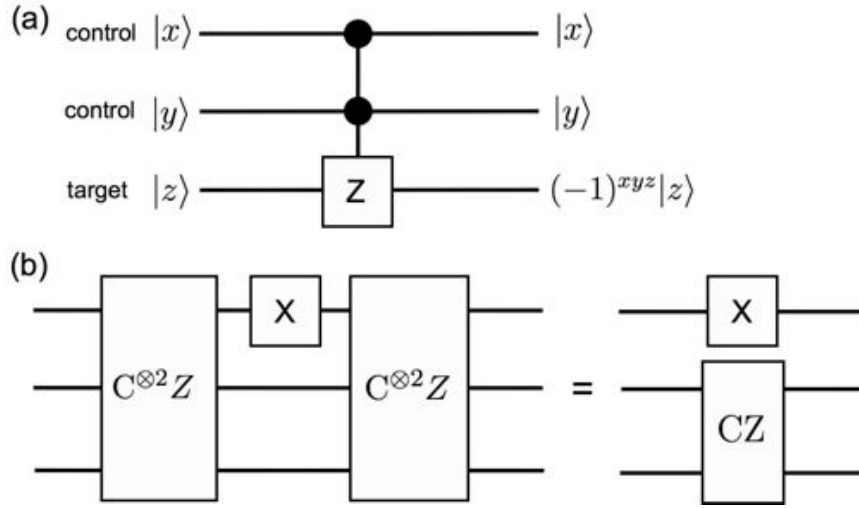 (a)
control |x⟩ |x⟩
control |y⟩ |y⟩
target |z⟩ Z (−1)^{xyz}|z⟩
(b)
X X
C^{⊗2}Z C^{⊗2}Z = CZ